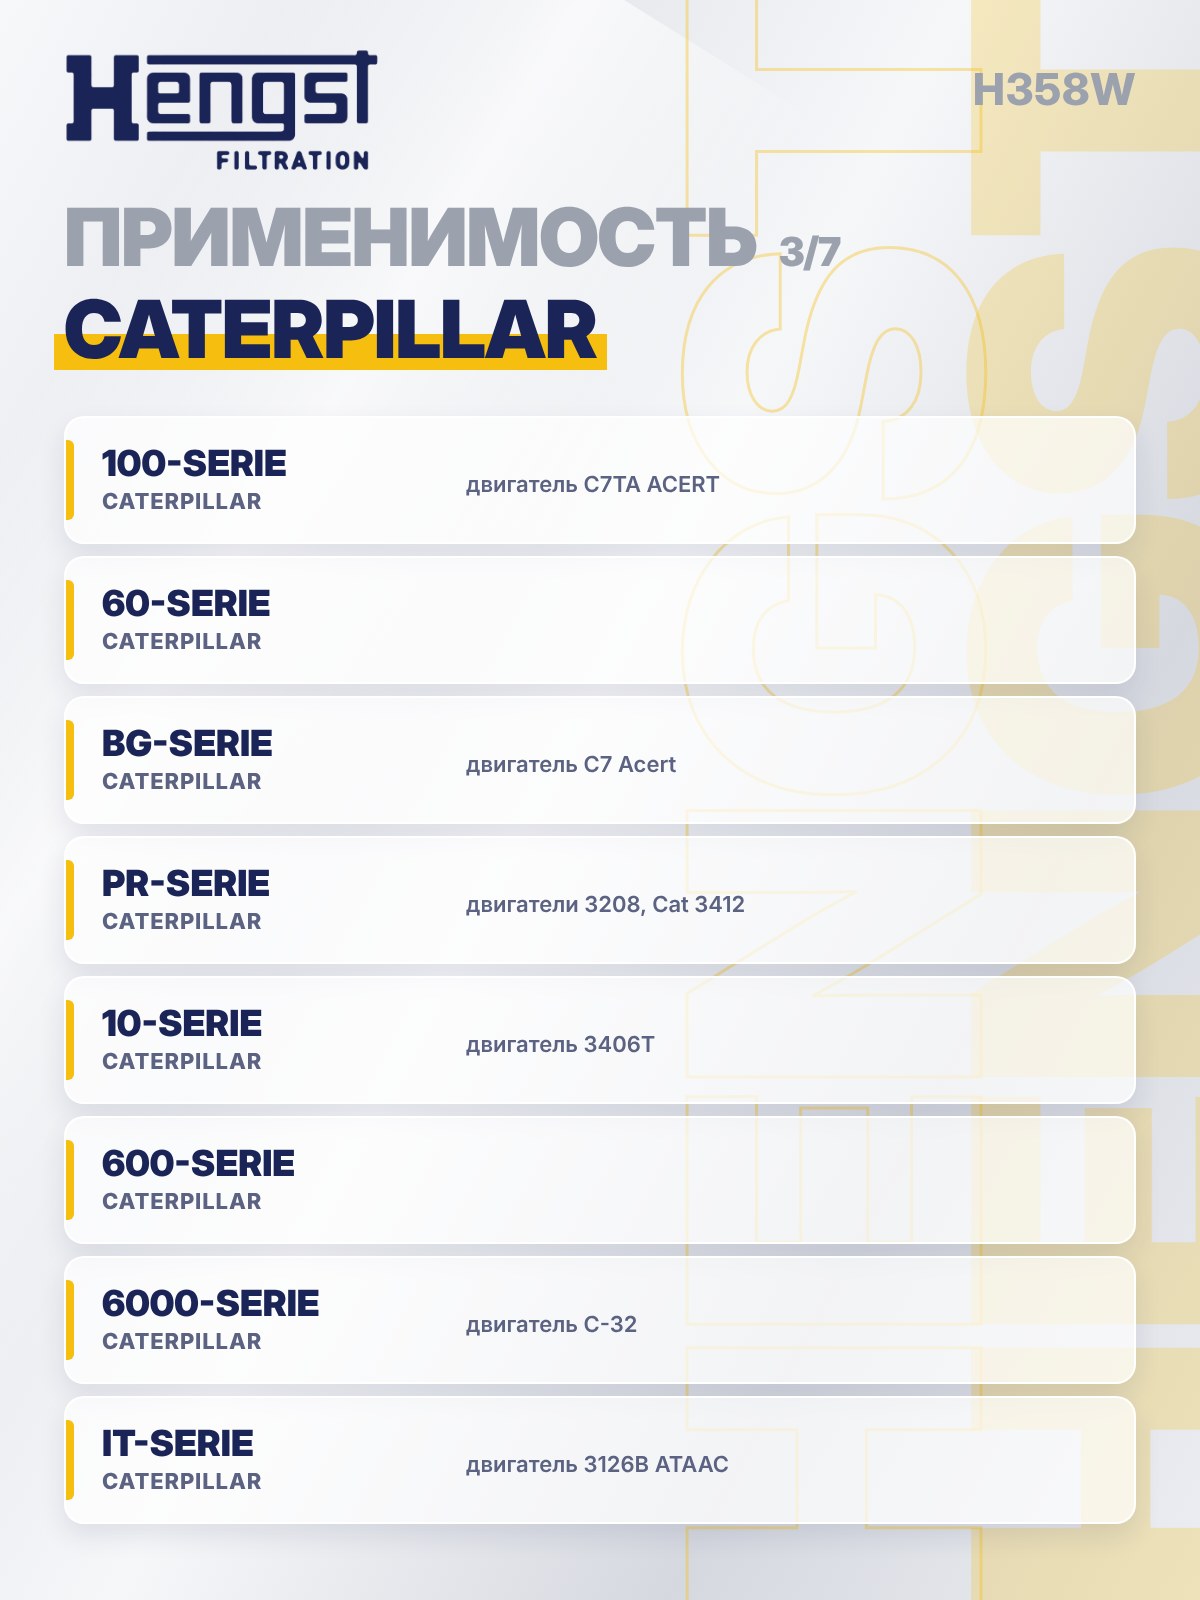 Hengst
FILTRATION
H358W
ПРИМЕНИМОСТЬ 3/7
CATERPILLAR
100-SERIE
CATERPILLAR
двигатель C7TA ACERT
60-SERIE
CATERPILLAR
BG-SERIE
CATERPILLAR
двигатель C7 Acert
PR-SERIE
CATERPILLAR
двигатели 3208, Cat 3412
10-SERIE
CATERPILLAR
двигатель 3406T
600-SERIE
CATERPILLAR
6000-SERIE
CATERPILLAR
двигатель C-32
IT-SERIE
CATERPILLAR
двигатель 3126B ATAAC
HENGST
HENGST